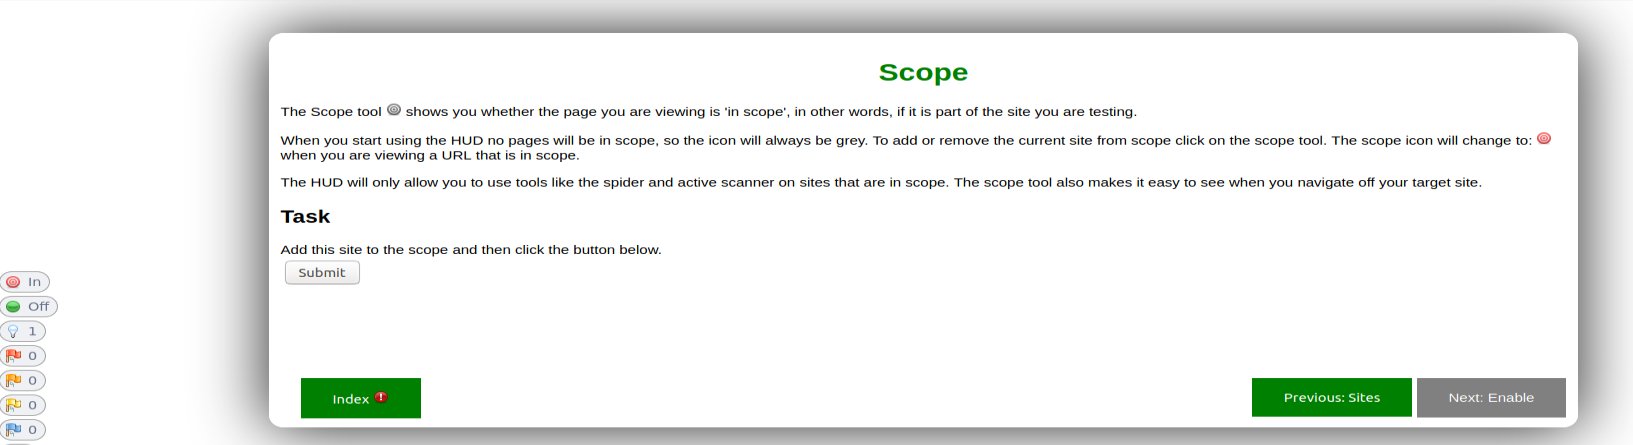 Scope
The Scope tool shows you whether the page you are viewing is 'in scope', in other words, if it is part of the site you are testing.
When you start using the HUD no pages will be in scope, so the icon will always be grey. To add or remove the current site from scope click on the scope tool. The scope icon will change to:
when you are viewing a URL that is in scope.
The HUD will only allow you to use tools like the spider and active scanner on sites that are in scope. The scope tool also makes it easy to see when you navigate off your target site.
Task
Add this site to the scope and then click the button below.
Submit
In
Off
1
0
0
0
0
Index
Previous: Sites
Next: Enable